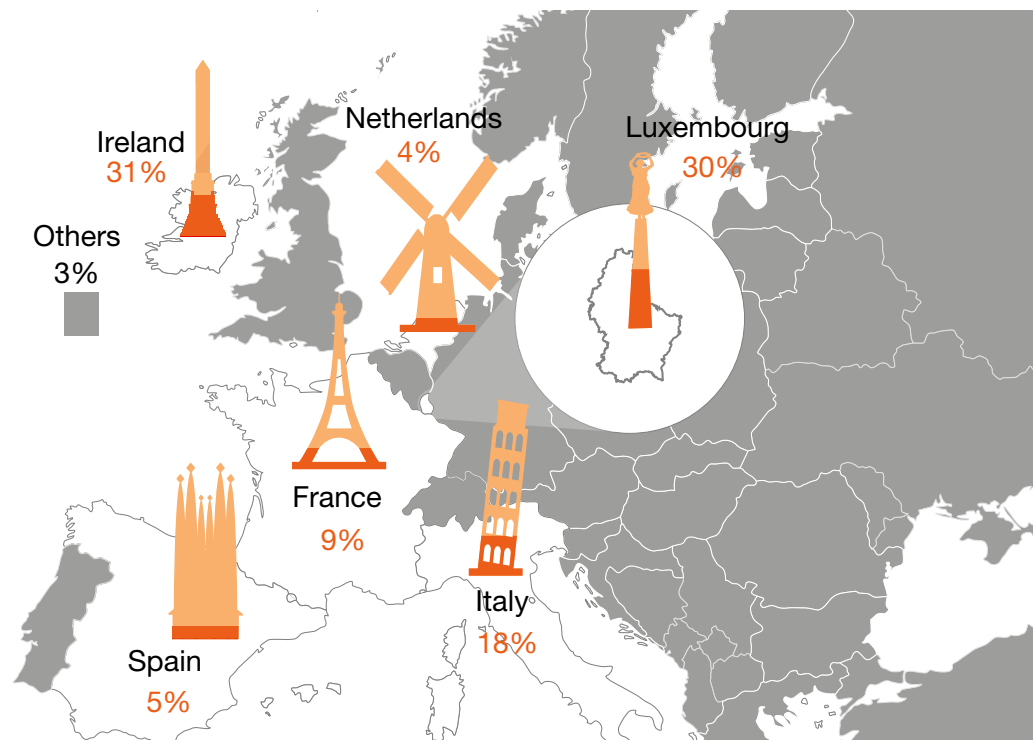 Ireland
31%
Netherlands
4%
Luxembourg
30%
Others
3%
France
9%
Italy
18%
Spain
5%